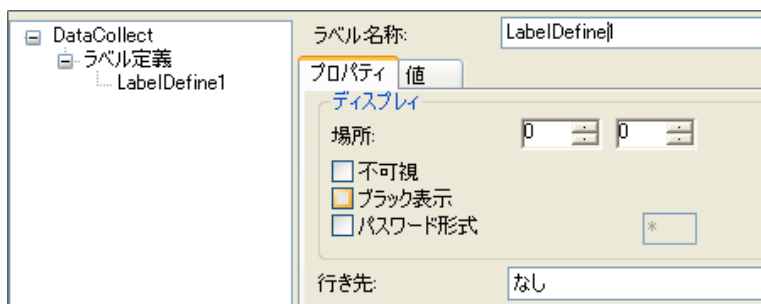 DataCollect
ラベル定義
LabelDefine1
ラベル名称: LabelDefine1
プロパティ 値
ディスプレイ
場所: 0 0
不可視
ブラック表示
パスワード形式 *
行き先: なし